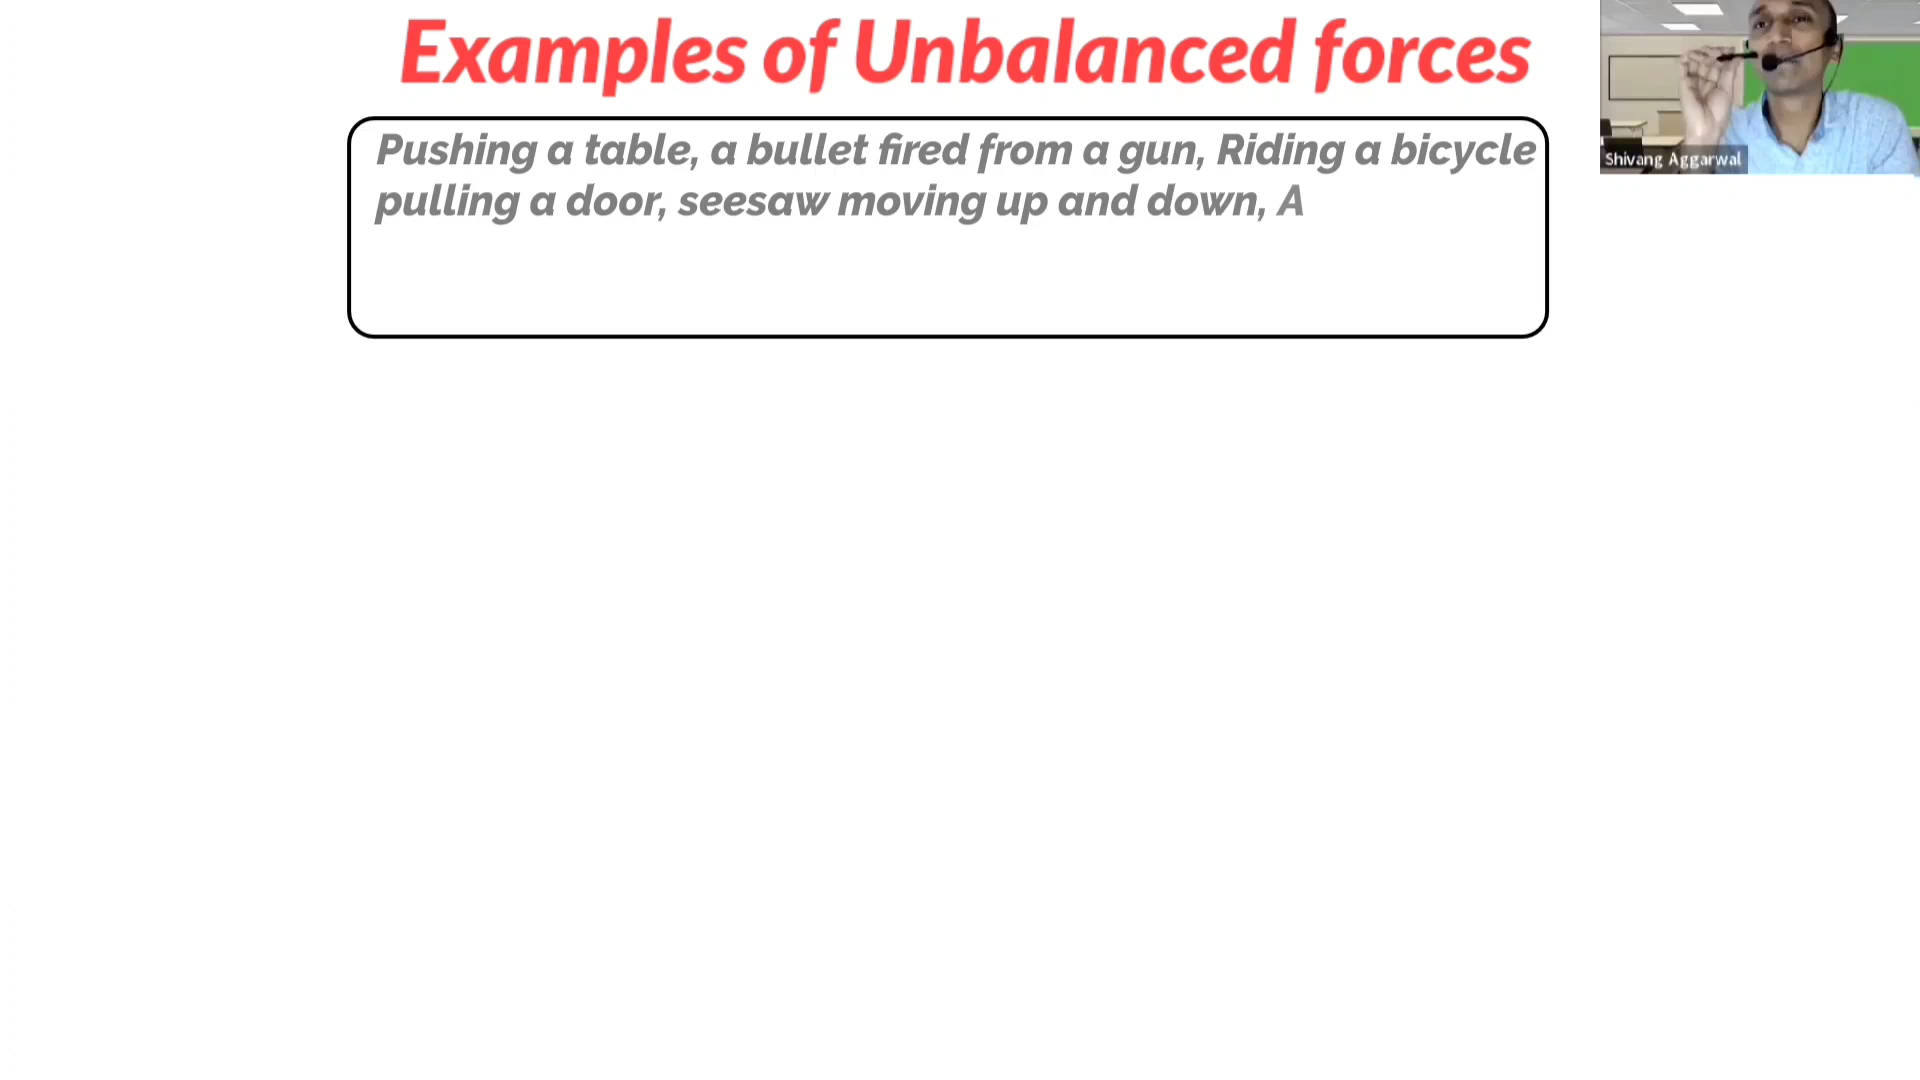 Examples of Unbalanced forces
Pushing a table, a bullet fired from a gun, Riding a bicycle
pulling a door, seesaw moving up and down, A
Shivang Aggarwal